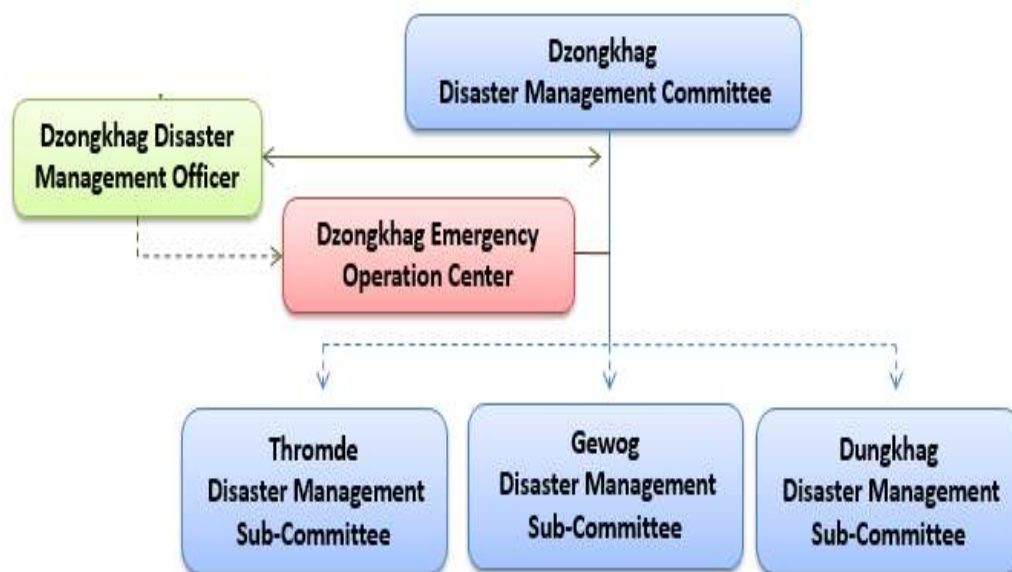 Dzongkhag
Disaster Management Committee
Dzongkhag Disaster
Management Officer
Dzongkhag Emergency
Operation Center
Thromde
Disaster Management
Sub-Committee
Gewog
Disaster Management
Sub-Committee
Dungkhag
Disaster Management
Sub-Committee